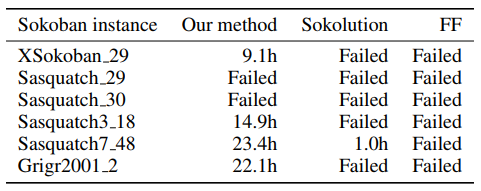 Sokoban instance Our method Sokolution FF
XSokoban_29 9.1h Failed Failed
Sasquatch_29 Failed Failed Failed
Sasquatch_30 Failed Failed Failed
Sasquatch3_18 14.9h Failed Failed
Sasquatch7_48 23.4h 1.0h Failed
Grigr2001_2 22.1h Failed Failed